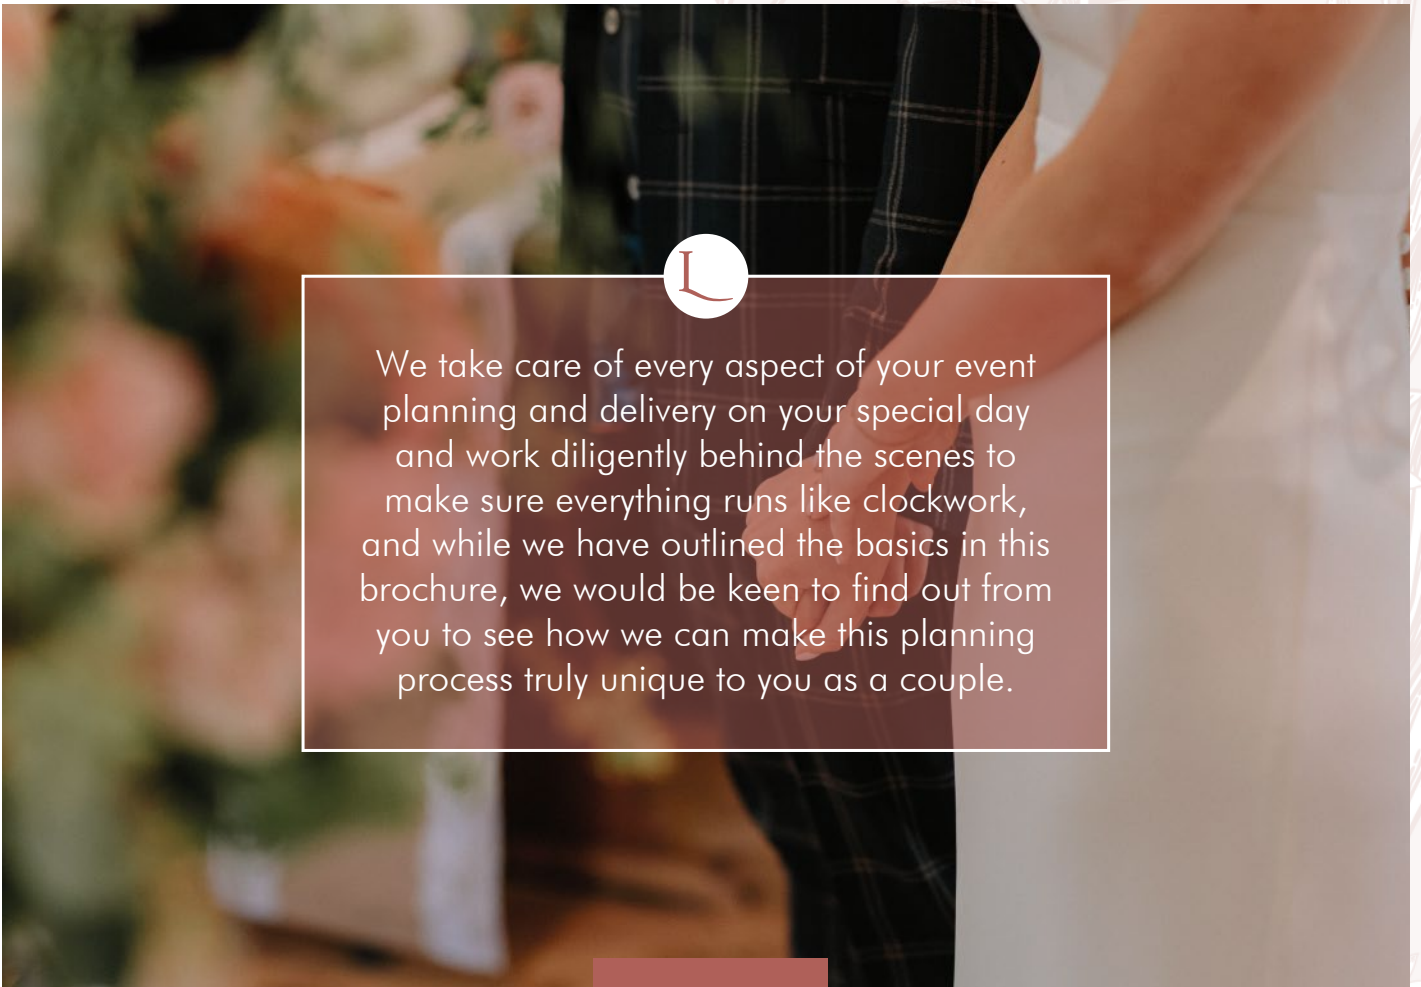 L
We take care of every aspect of your event
planning and delivery on your special day
and work diligently behind the scenes to
make sure everything runs like clockwork,
and while we have outlined the basics in this
brochure, we would be keen to find out from
you to see how we can make this planning
process truly unique to you as a couple.